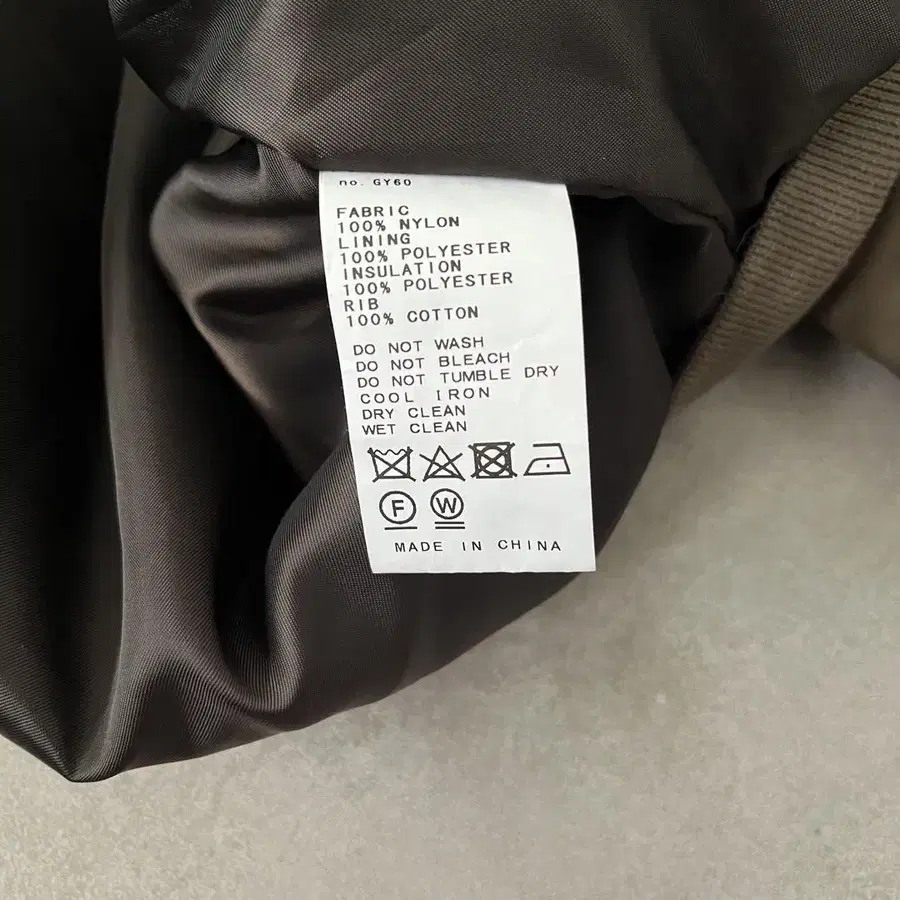 no. GY60
FABRIC
100% NYLON
LINING
100% POLYESTER
INSULATION
100% POLYESTER
RIB
100% COTTON
DO NOT WASH
DO NOT BLEACH
DO NOT TUMBLE DRY
COOL IRON
DRY CLEAN
WET CLEAN
F W
MADE IN CHINA